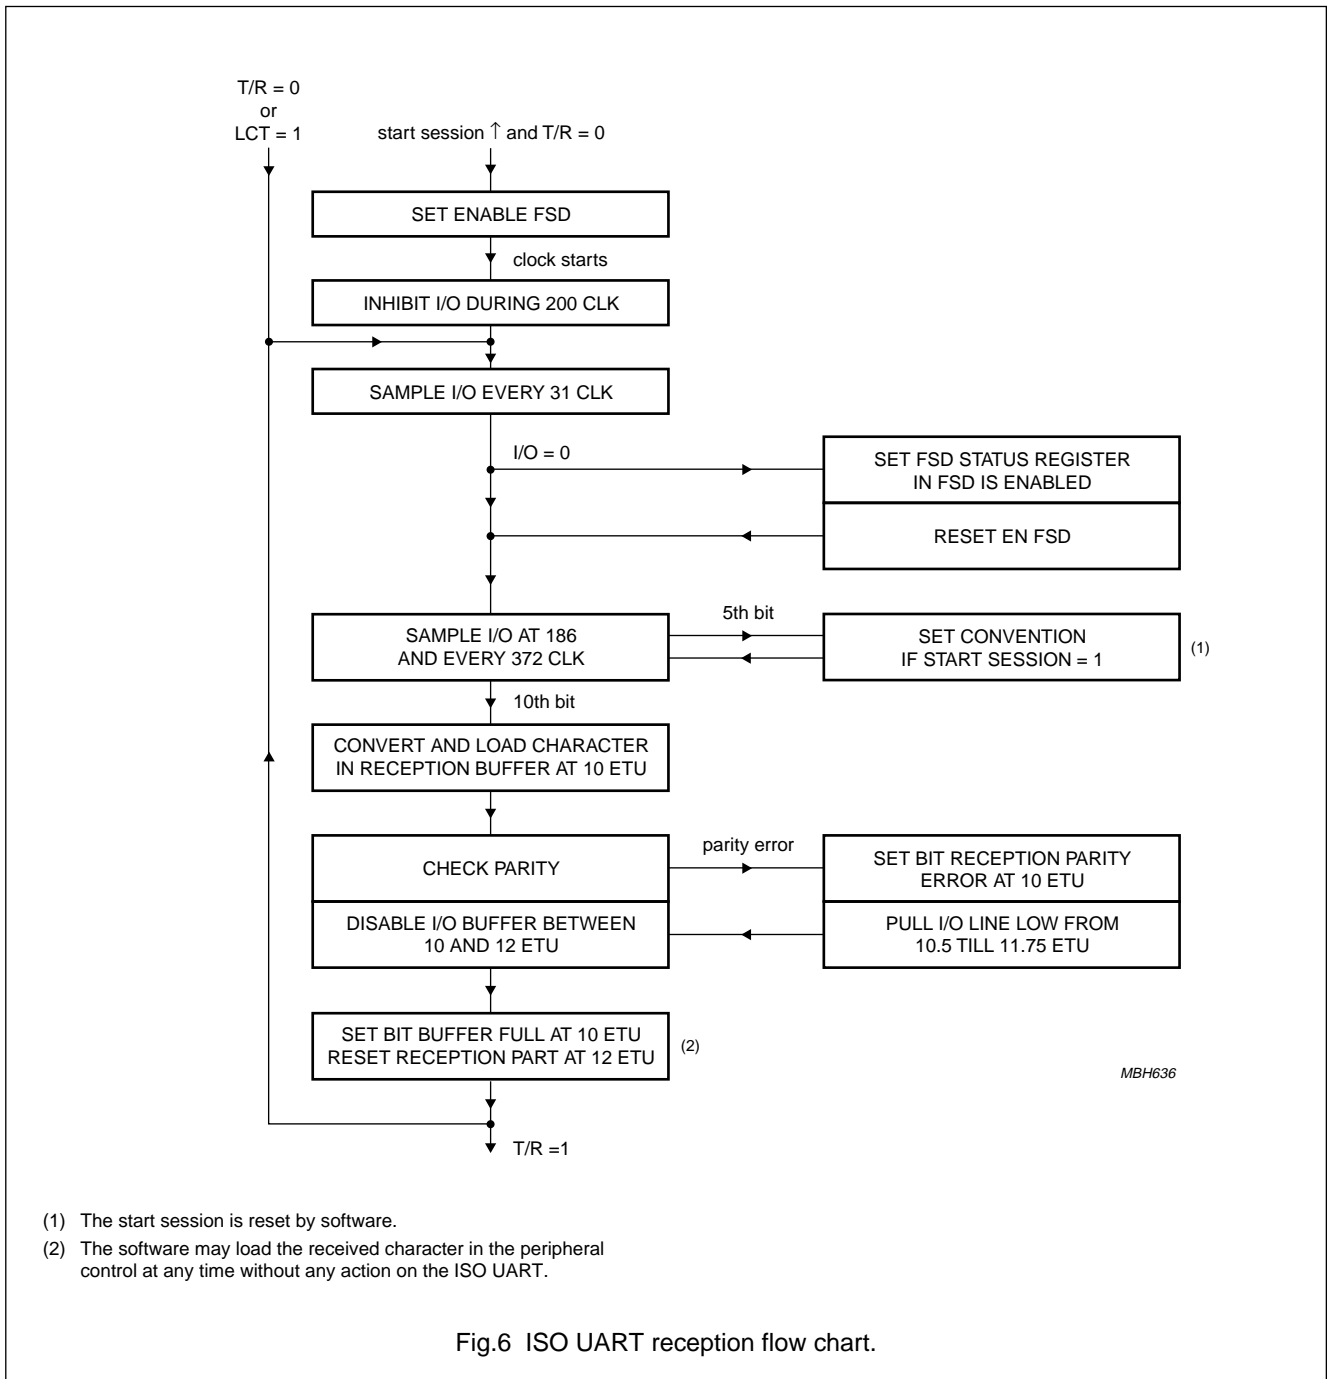 T/R = 0
or
LCT = 1
start session ↑ and T/R = 0
SET ENABLE FSD
clock starts
INHIBIT I/O DURING 200 CLK
SAMPLE I/O EVERY 31 CLK
I/O = 0
SET FSD STATUS REGISTER
IN FSD IS ENABLED
RESET EN FSD
SAMPLE I/O AT 186
AND EVERY 372 CLK
5th bit
SET CONVENTION
IF START SESSION = 1
(1)
10th bit
CONVERT AND LOAD CHARACTER
IN RECEPTION BUFFER AT 10 ETU
CHECK PARITY
parity error
SET BIT RECEPTION PARITY
ERROR AT 10 ETU
DISABLE I/O BUFFER BETWEEN
10 AND 12 ETU
PULL I/O LINE LOW FROM
10.5 TILL 11.75 ETU
SET BIT BUFFER FULL AT 10 ETU
RESET RECEPTION PART AT 12 ETU
(2)
MBH636
T/R =1
(1) The start session is reset by software.
(2) The software may load the received character in the peripheral
control at any time without any action on the ISO UART.
Fig.6 ISO UART reception flow chart.